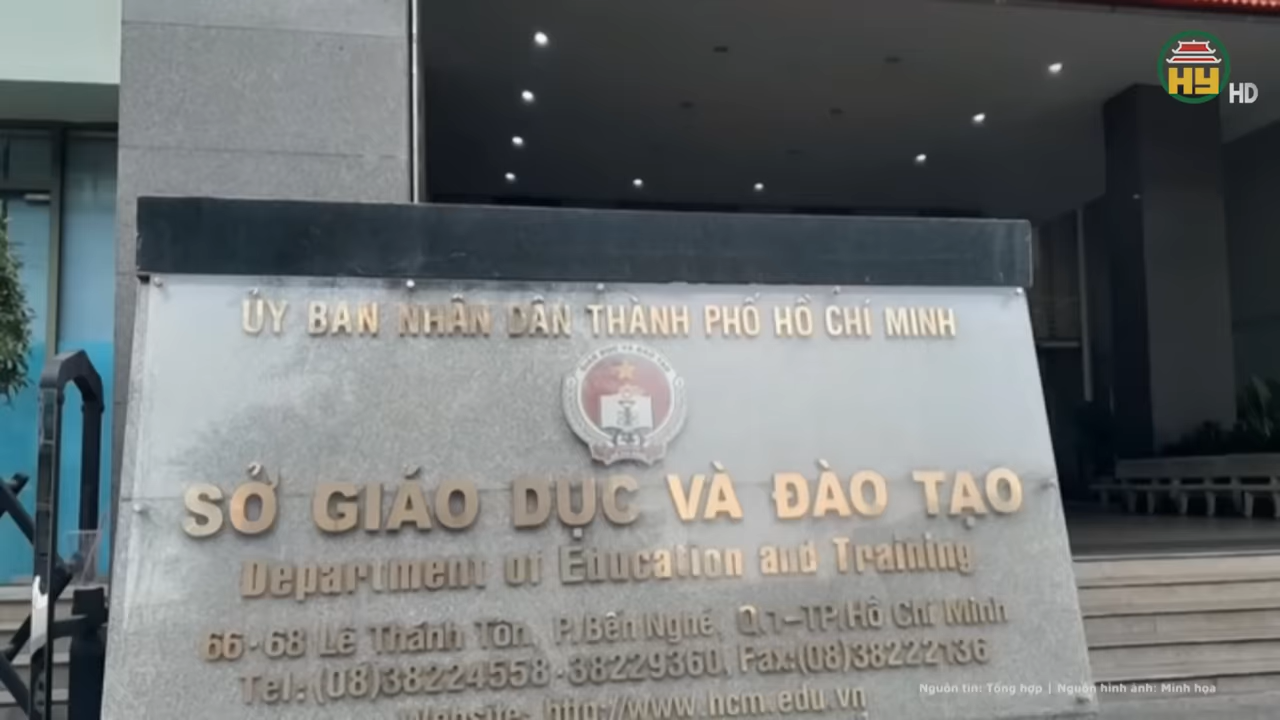 HY HD
ỦY BAN NHÂN DÂN THÀNH PHỐ HỒ CHÍ MINH
SỞ GIÁO DỤC VÀ ĐÀO TẠO
Department of Education and Training
66-68 Lê Thánh Tôn, P/Bến Nghé, Q.1-TP/Hồ Chí Minh
Tel:(08)38224558-38229360, Fax:(08)38222136
Website: http://www.hcm.edu.vn
Nguồn tin: Tổng hợp | Nguồn hình ảnh: Minh họa